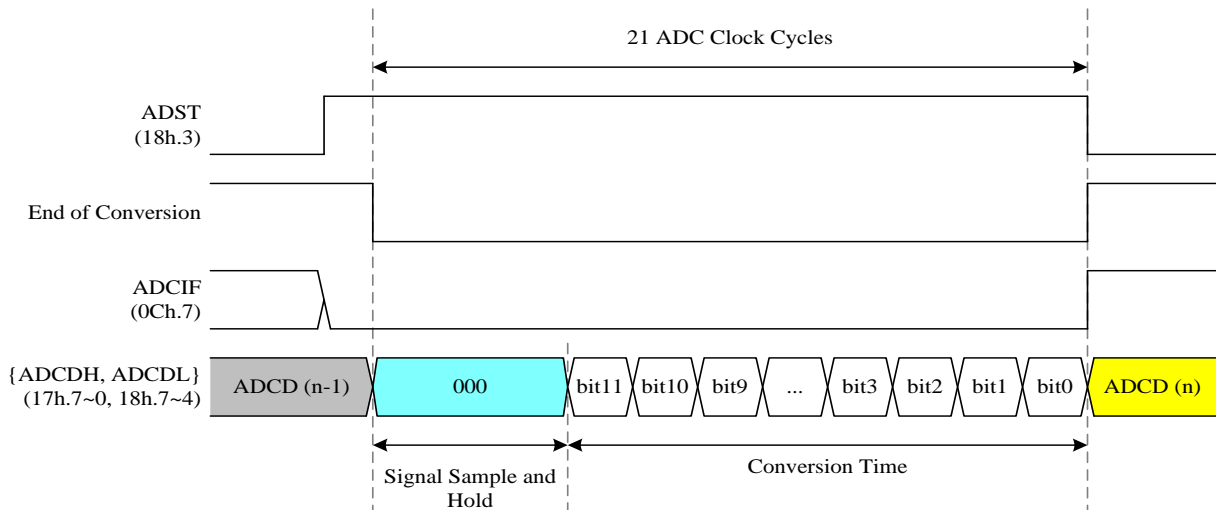 21 ADC Clock Cycles
ADST
(18h.3)
End of Conversion
ADCIF
(0Ch.7)
{ADCDH, ADCDL}
(17h.7~0, 18h.7~4)
ADCD (n-1)
000
bit11
bit10
bit9
...
bit3
bit2
bit1
bit0
ADCD (n)
Signal Sample and
Hold
Conversion Time